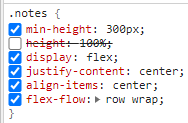 .notes {
min-height: 300px;
height: 100%;
display: flex;
justify-content: center;
align-items: center;
flex-flow: row wrap;
}